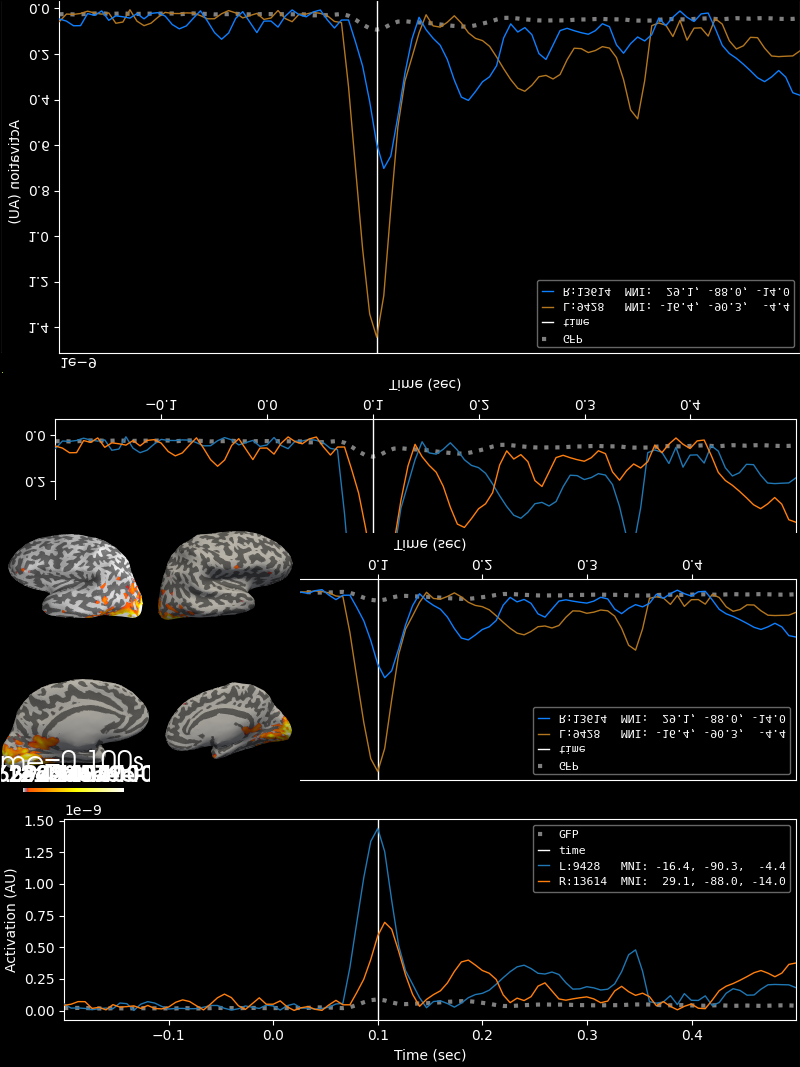 0.0
0.2
0.4
0.6
0.8
1.0
1.2
1.4
Activation (AU)
R:13614 MNI: 29.1, -88.0, -14.0
L:9428 MNI: -16.4, -90.3, -4.4
time
GFP
1e−9
Time (sec)
−0.1 0.0 0.1 0.2 0.3 0.4
0.0
0.2
Time (sec)
0.1 0.2 0.3 0.4
R:13614 MNI: 29.1, -88.0, -14.0
L:9428 MNI: -16.4, -90.3, -4.4
time
GFP
me=0.100s
1e−9
1.50
1.25
1.00
0.75
0.50
0.25
0.00
Activation (AU)
GFP
time
L:9428 MNI: -16.4, -90.3, -4.4
R:13614 MNI: 29.1, -88.0, -14.0
−0.1 0.0 0.1 0.2 0.3 0.4
Time (sec)